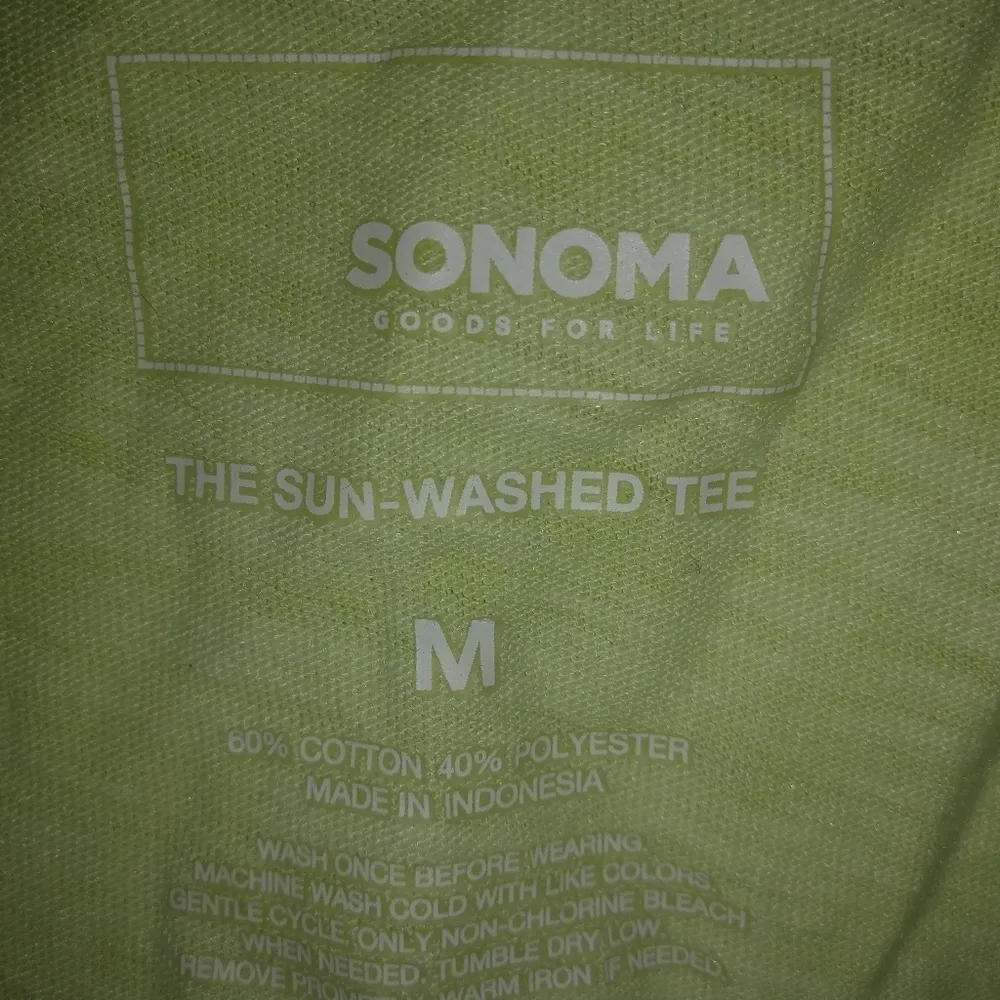 SONOMA
GOODS FOR LIFE
THE SUN-WASHED TEE
M
60% COTTON 40% POLYESTER
MADE IN INDONESIA
WASH ONCE BEFORE WEARING.
MACHINE WASH COLD WITH LIKE COLORS.
GENTLE CYCLE. ONLY NON-CHLORINE BLEACH
WHEN NEEDED. TUMBLE DRY LOW.
REMOVE WARM IRON IF NEEDED